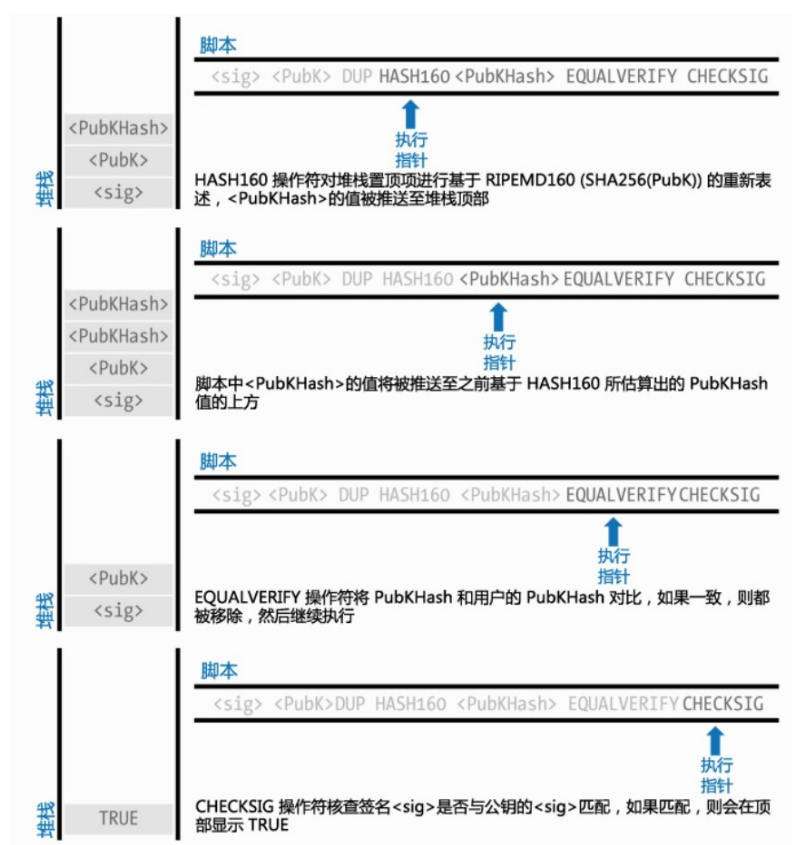 脚本
<sig> <PubK> DUP HASH160 <PubKHash> EQUALVERIFY CHECKSIG
执行
指针
<PubKHash>
<PubK>
<sig>
堆栈
HASH160 操作符对堆栈置顶项进行基于 RIPEMD160 (SHA256(PubK)) 的重新表
述，<PubKHash>的值被推送至堆栈顶部
脚本
<sig> <PubK> DUP HASH160 <PubKHash> EQUALVERIFY CHECKSIG
执行
指针
<PubKHash>
<PubKHash>
<PubK>
<sig>
堆栈
脚本中<PubKHash>的值将被推送至之前基于 HASH160 所估算出的 PubKHash
值的上方
脚本
<sig> <PubK> DUP HASH160 <PubKHash> EQUALVERIFY CHECKSIG
执行
指针
<PubK>
<sig>
堆栈
EQUALVERIFY 操作符将 PubKHash 和用户的 PubKHash 对比，如果一致，则都
被移除，然后继续执行
脚本
<sig> <PubK>DUP HASH160 <PubKHash> EQUALVERIFY CHECKSIG
执行
指针
TRUE
堆栈
CHECKSIG 操作符核查签名<sig>是否与公钥的<sig>匹配，如果匹配，则会在顶
部显示 TRUE